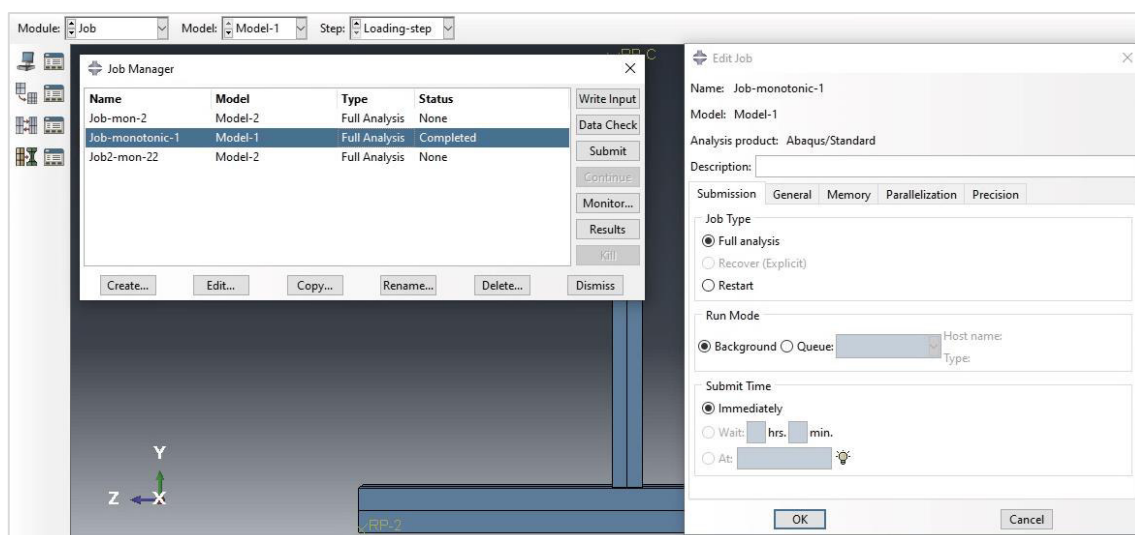 Module: Job Model: Model-1 Step: Loading-step
RP-C
Job Manager
Name Model Type Status
Job-mon-2 Model-2 Full Analysis None
Job-monotonic-1 Model-1 Full Analysis Completed
Job2-mon-22 Model-2 Full Analysis None
Write Input
Data Check
Submit
Continue
Monitor...
Results
Kill
Create... Edit... Copy... Rename... Delete... Dismiss
Y
Z X
RP-2
Edit Job
Name: Job-monotonic-1
Model: Model-1
Analysis product: Abaqus/Standard
Description:
Submission General Memory Parallelization Precision
Job Type
Full analysis
Recover (Explicit)
Restart
Run Mode
Background Queue: Host name:
Type:
Submit Time
Immediately
Wait: hrs. min.
At:
OK Cancel